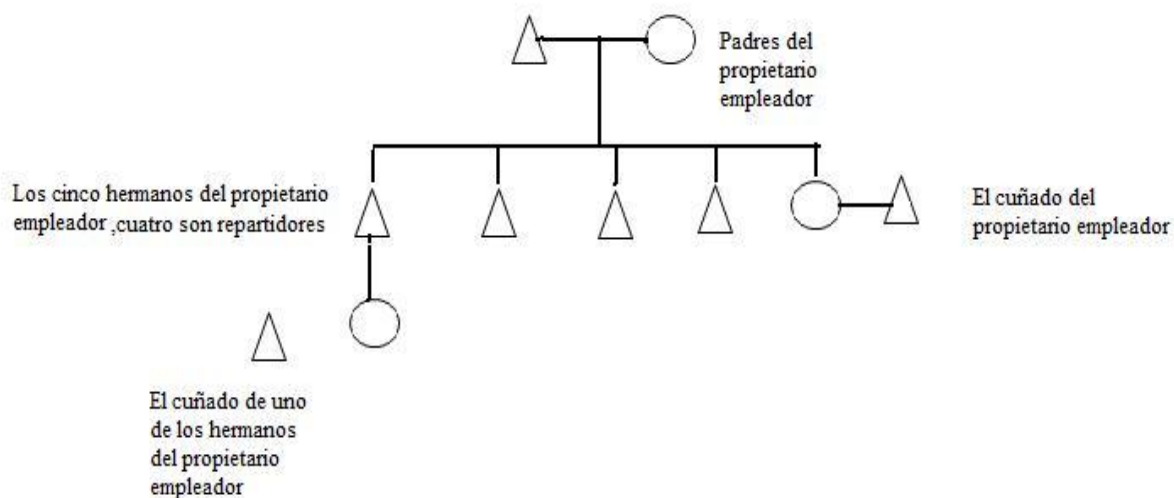 Padres del
propietario
empleador
Los cinco hermanos del propietario
empleador ,cuatro son repartidores
El cuñado del
propietario empleador
El cuñado de uno
de los hermanos
del propietario
empleador